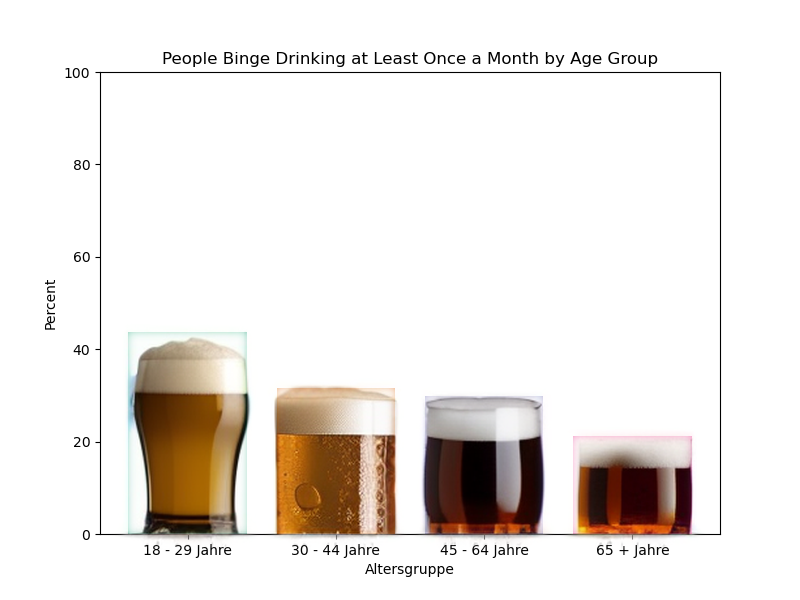 People Binge Drinking at Least Once a Month by Age Group
100
80
60
40
20
0
Percent
18 - 29 Jahre
30 - 44 Jahre
45 - 64 Jahre
65 + Jahre
Altersgruppe